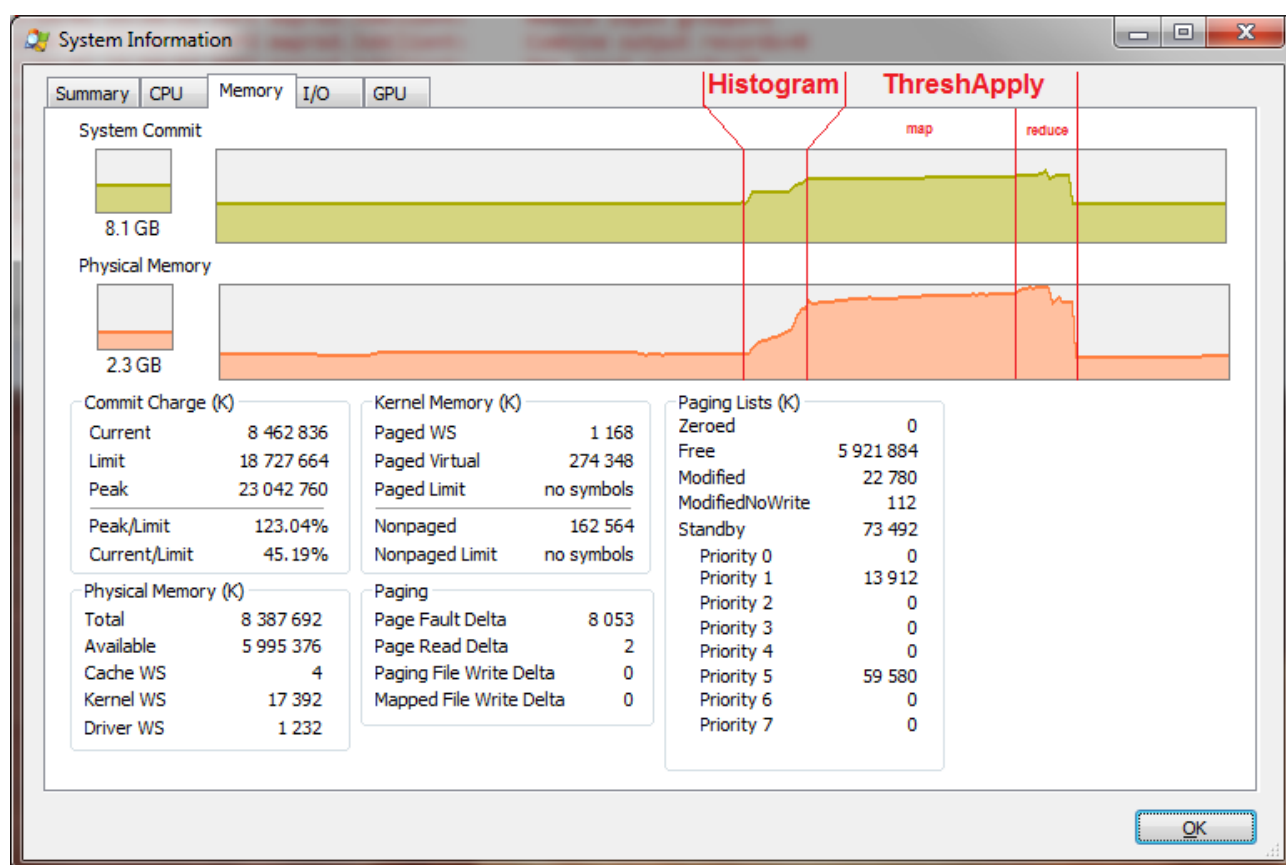 System Information
Summary CPU Memory I/O GPU
Histogram ThreshApply
System Commit
map reduce
8.1 GB
Physical Memory
2.3 GB
Commit Charge (K)
Current 8 462 836
Limit 18 727 664
Peak 23 042 760
Peak/Limit 123.04%
Current/Limit 45.19%
Physical Memory (K)
Total 8 387 692
Available 5 995 376
Cache WS 4
Kernel WS 17 392
Driver WS 1 232
Kernel Memory (K)
Paged WS 1 168
Paged Virtual 274 348
Paged Limit no symbols
Nonpaged 162 564
Nonpaged Limit no symbols
Paging
Page Fault Delta 8 053
Page Read Delta 2
Paging File Write Delta 0
Mapped File Write Delta 0
Paging Lists (K)
Zeroed 0
Free 5 921 884
Modified 22 780
ModifiedNoWrite 112
Standby 73 492
Priority 0 0
Priority 1 13 912
Priority 2 0
Priority 3 0
Priority 4 0
Priority 5 59 580
Priority 6 0
Priority 7 0
OK